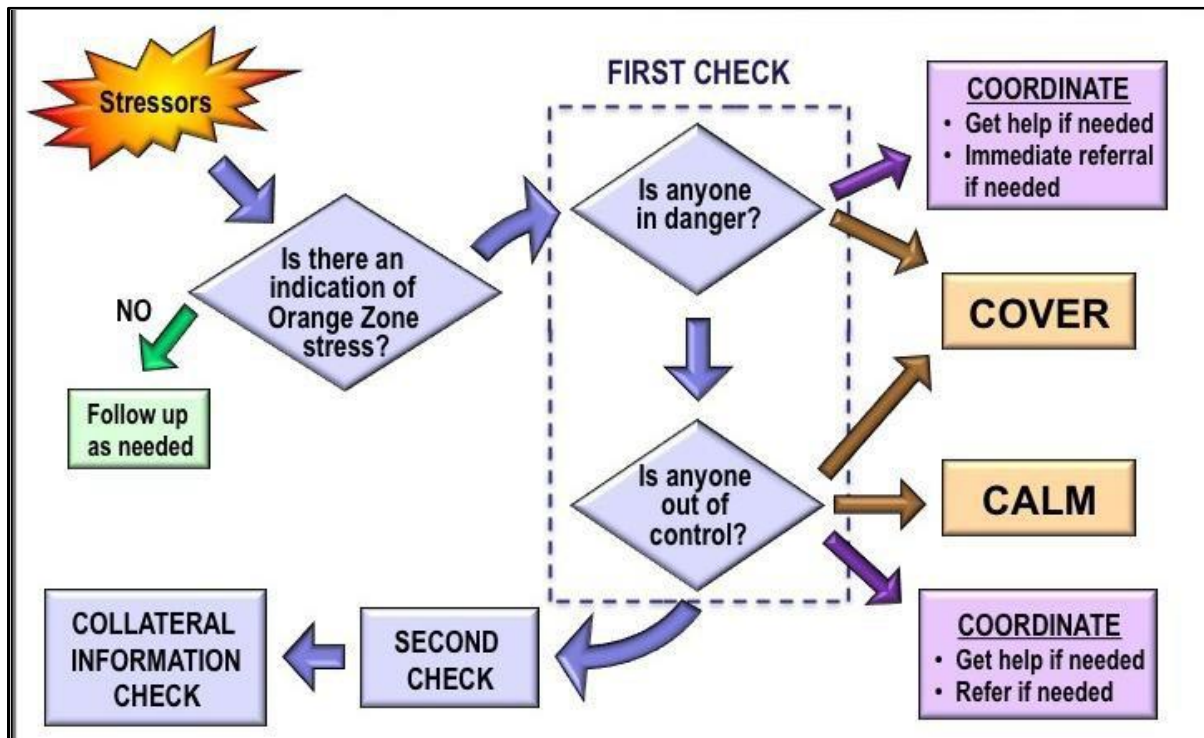 Stressors
Is there an
indication of
Orange Zone
stress?
NO
Follow up
as needed
FIRST CHECK
Is anyone
in danger?
COORDINATE
• Get help if needed
• Immediate referral
if needed
COVER
Is anyone
out of
control?
CALM
COORDINATE
• Get help if needed
• Refer if needed
SECOND
CHECK
COLLATERAL
INFORMATION
CHECK